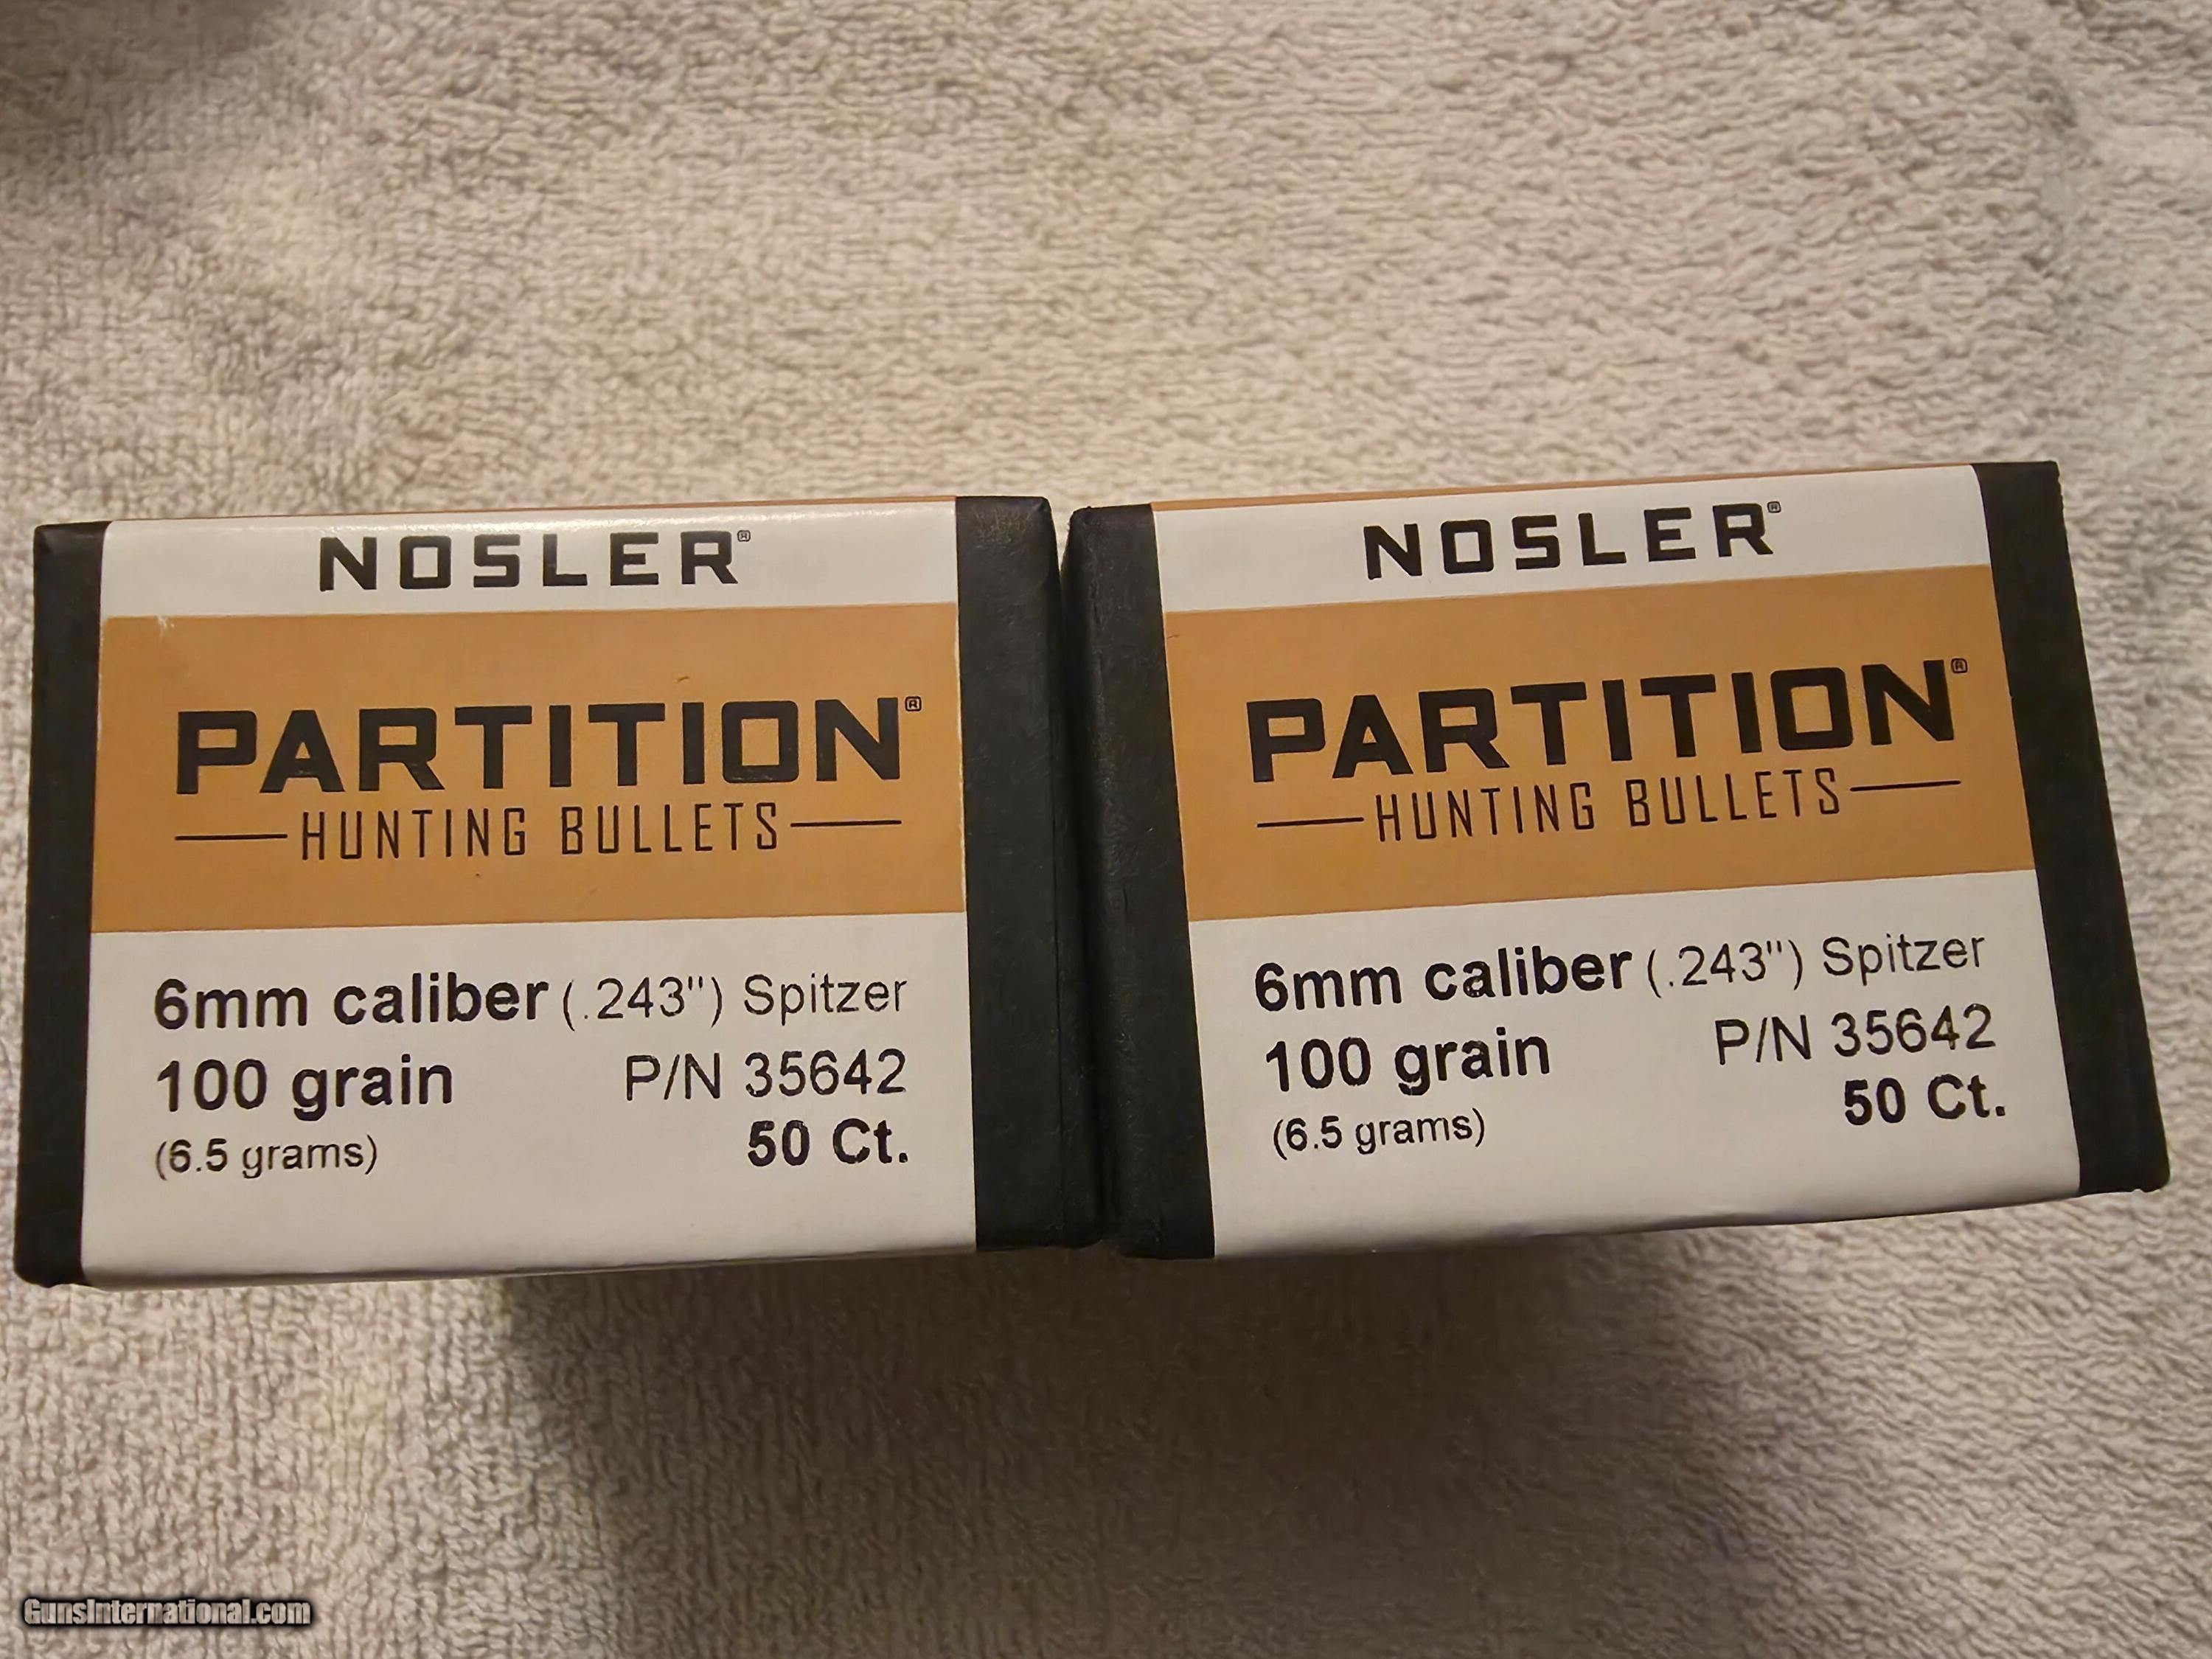 NOSLER®
PARTITION®
HUNTING BULLETS
6mm caliber (.243") Spitzer
100 grain P/N 35642
(6.5 grams) 50 Ct.
NOSLER®
PARTITION®
HUNTING BULLETS
6mm caliber (.243") Spitzer
100 grain P/N 35642
(6.5 grams) 50 Ct.
GunsInternational.com